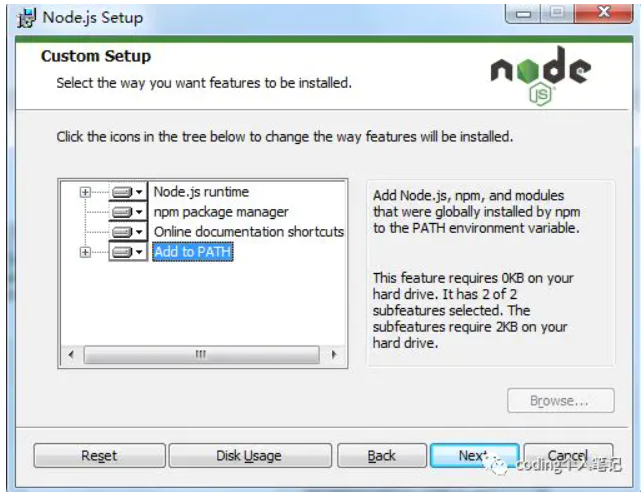 Node.js Setup
Custom Setup
Select the way you want features to be installed.
node
JS
Click the icons in the tree below to change the way features will be installed.
Node.js runtime
npm package manager
Online documentation shortcuts
Add to PATH
Add Node.js, npm, and modules
that were globally installed by npm
to the PATH environment variable.
This feature requires 0KB on your
hard drive. It has 2 of 2
subfeatures selected. The
subfeatures require 2KB on your
hard drive.
Browse...
Reset
Disk Usage
Back
Next
Cancel
coding个人笔记